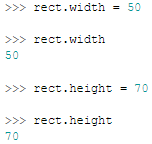 >>> rect.width = 50
>>> rect.width
50
>>> rect.height = 70
>>> rect.height
70